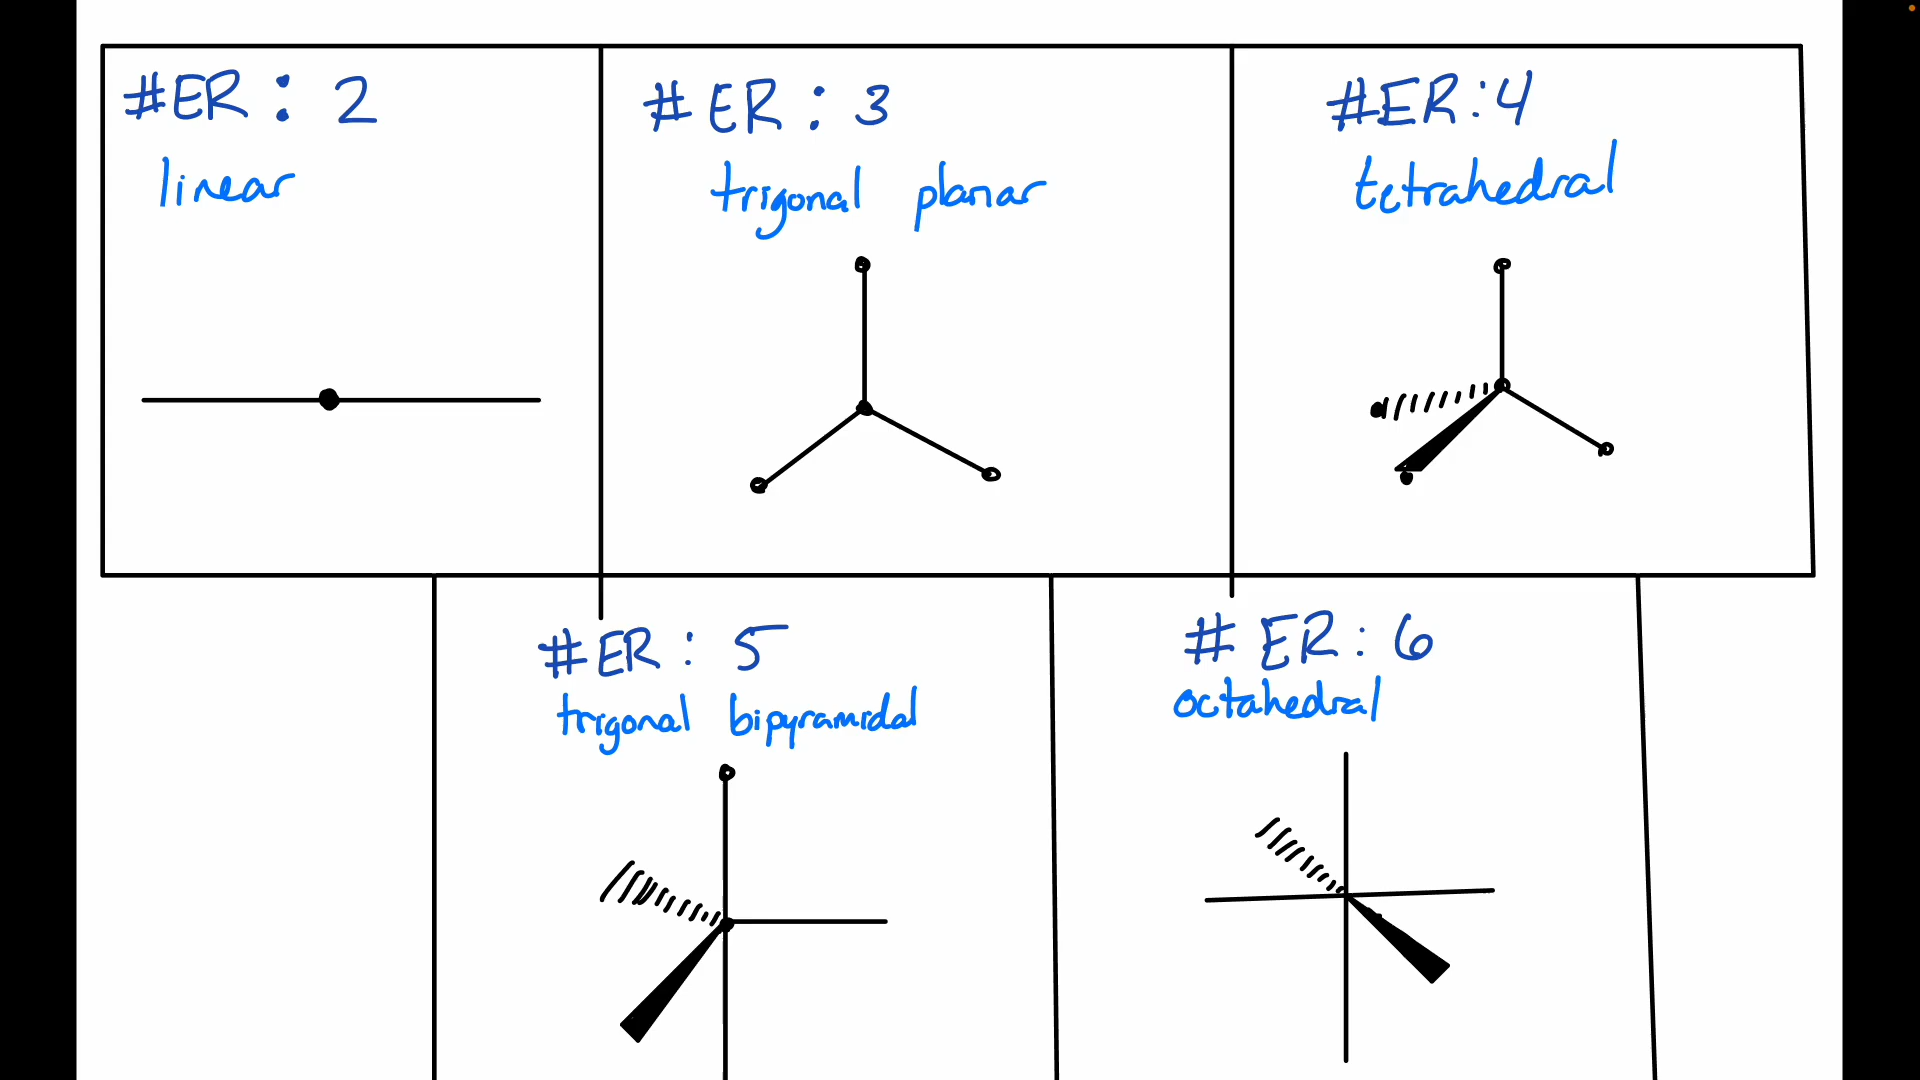 #ER: 2
linear
#ER: 3
trigonal planar
#ER:4
tetrahedral
#ER: 5
trigonal bipyramidal
#ER: 6
octahedral